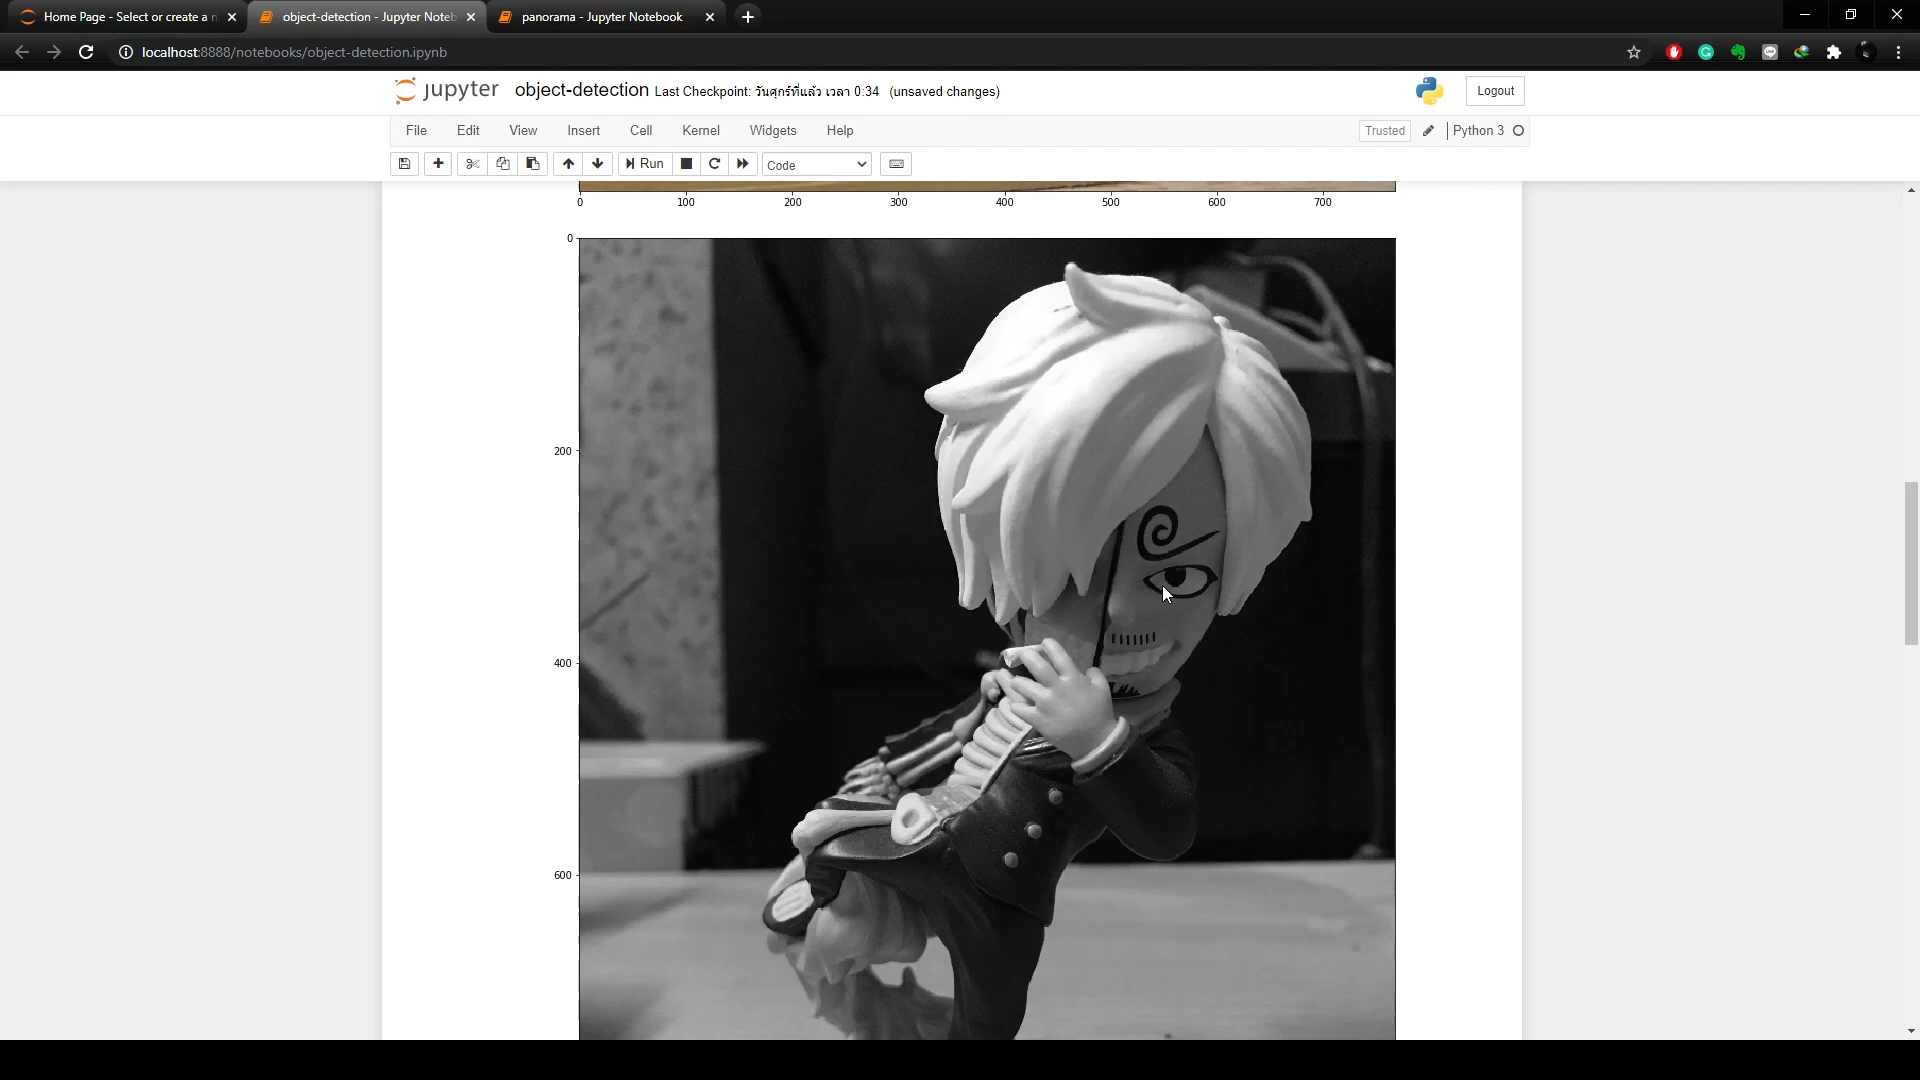 Home Page - Select or create a n
object-detection - Jupyter Noteb
panorama - Jupyter Notebook
localhost:8888/notebooks/object-detection.ipynb
jupyter object-detection Last Checkpoint: วันศุกร์ที่แล้ว เวลา 0:34 (unsaved changes)
Logout
File Edit View Insert Cell Kernel Widgets Help
Trusted Python 3
Run Code
0 100 200 300 400 500 600 700
0
200
400
600